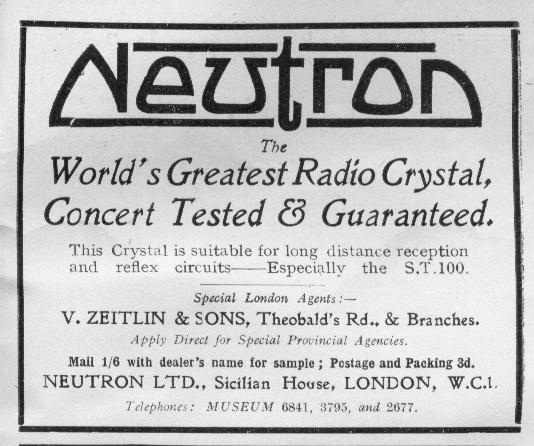 Neutron
The
World's Greatest Radio Crystal,
Concert Tested & Guaranteed.
This Crystal is suitable for long distance reception
and reflex circuits——Especially the S.T.100.
Special London Agents:—
V. ZEITLIN & SONS, Theobald's Rd., & Branches.
Apply Direct for Special Provincial Agencies.
Mail 1/6 with dealer's name for sample; Postage and Packing 3d.
NEUTRON LTD., Sicilian House, LONDON, W.C.1.
Telephones: MUSEUM 6841, 3795, and 2677.